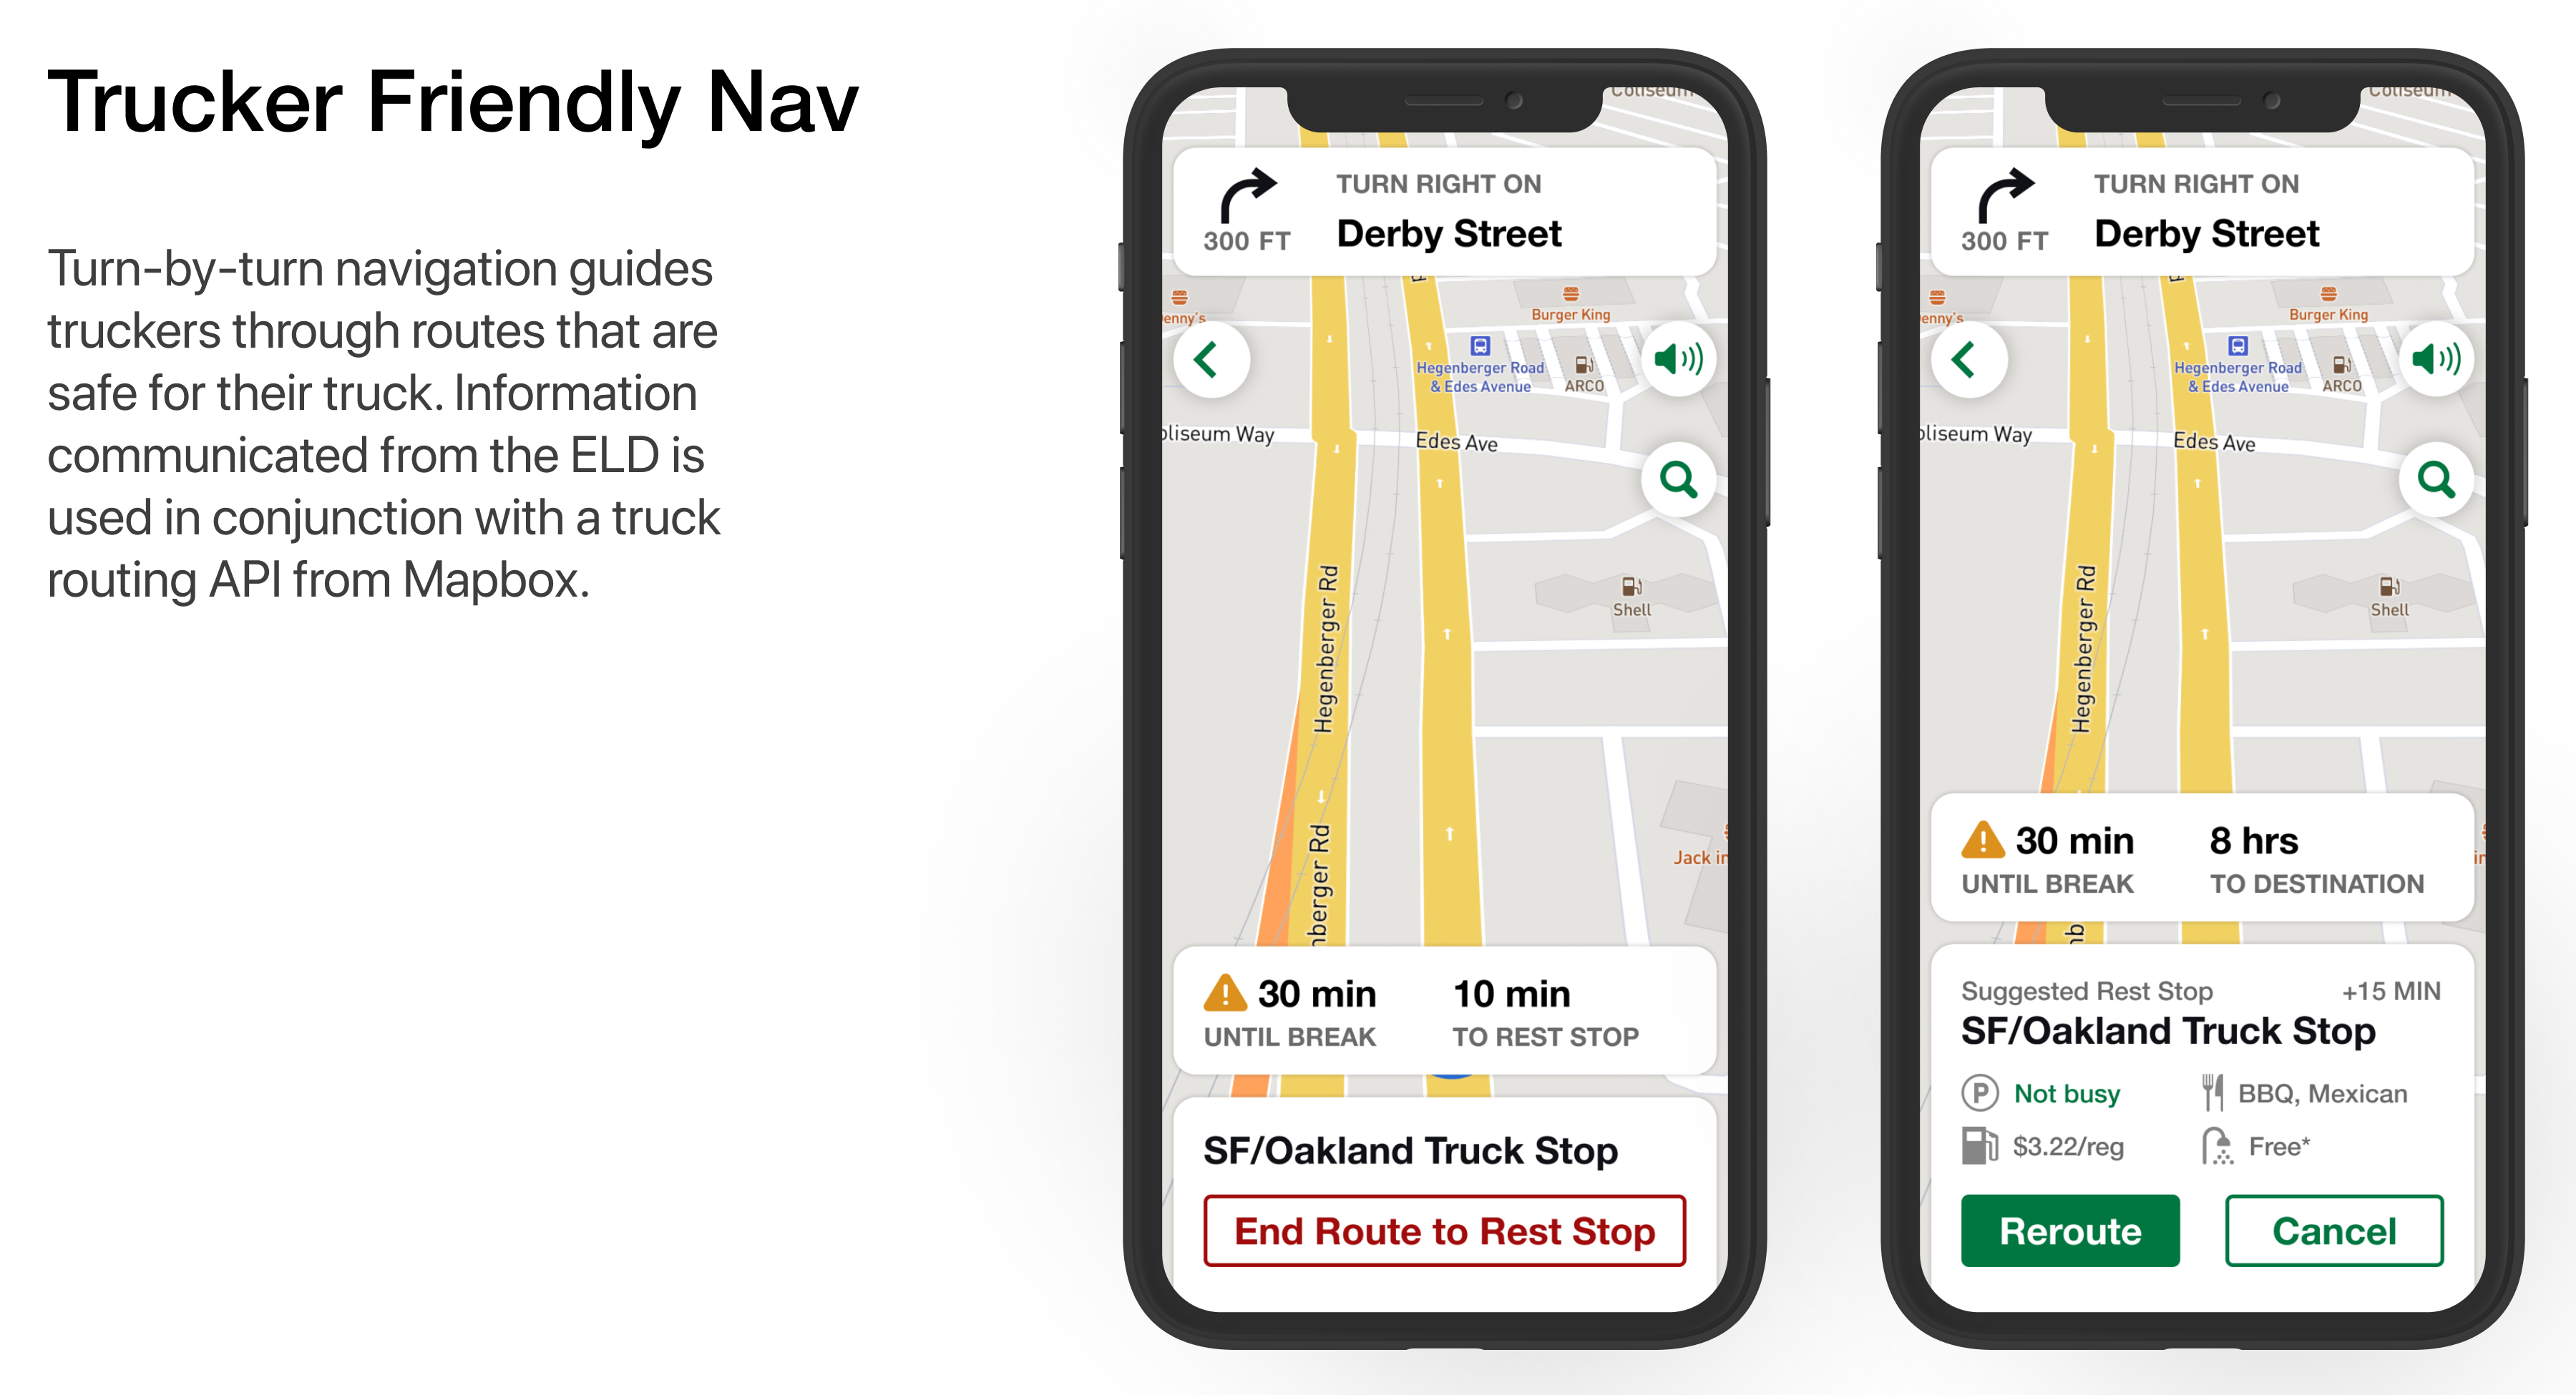 Trucker Friendly Nav
Turn-by-turn navigation guides
truckers through routes that are
safe for their truck. Information
communicated from the ELD is
used in conjunction with a truck
routing API from Mapbox.
Coliseum
TURN RIGHT ON
300 FT
Derby Street
enny's
Burger King
Hegenberger Road
& Edes Avenue
ARCO
oliseum Way
Edes Ave
Hegenberger Rd
Shell
nberger Rd
Jack in
30 min
UNTIL BREAK
10 min
TO REST STOP
SF/Oakland Truck Stop
End Route to Rest Stop
Coliseum
TURN RIGHT ON
300 FT
Derby Street
enny's
Burger King
Hegenberger Road
& Edes Avenue
ARCO
oliseum Way
Edes Ave
Hegenberger Rd
Shell
in
30 min
UNTIL BREAK
8 hrs
TO DESTINATION
nb
Suggested Rest Stop
+15 MIN
SF/Oakland Truck Stop
P
Not busy
BBQ, Mexican
$3.22/reg
Free*
Reroute
Cancel